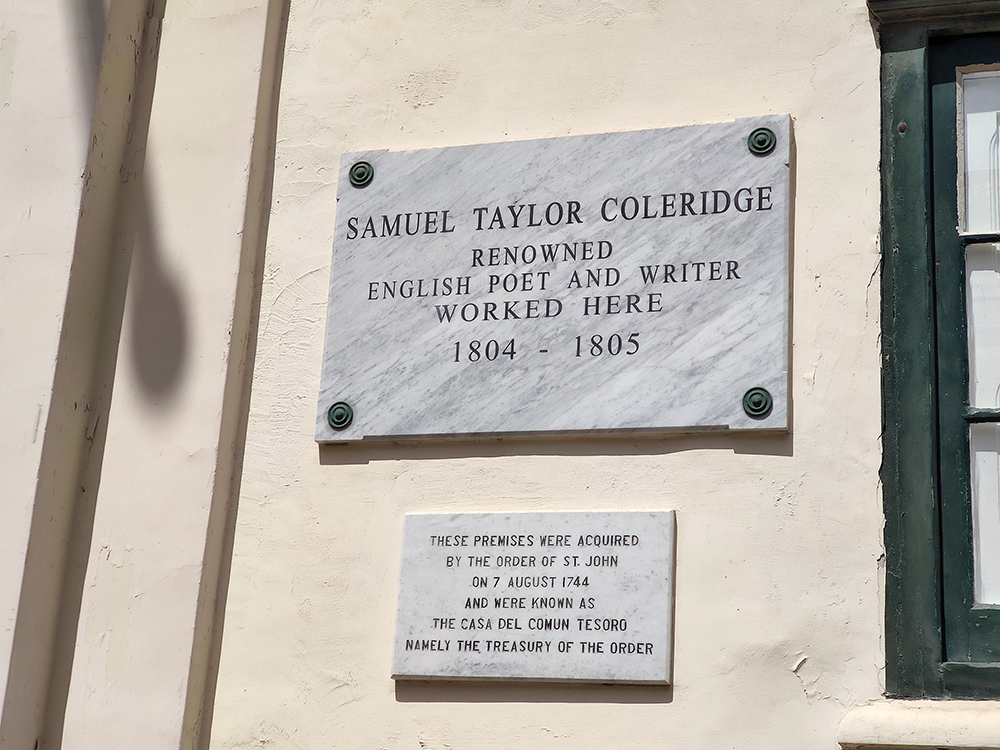 SAMUEL TAYLOR COLERIDGE
RENOWNED
ENGLISH POET AND WRITER
WORKED HERE
1804 - 1805
THESE PREMISES WERE ACQUIRED
BY THE ORDER OF ST. JOHN
ON 7 AUGUST 1744
AND WERE KNOWN AS
THE CASA DEL COMUN TESORO
NAMELY THE TREASURY OF THE ORDER